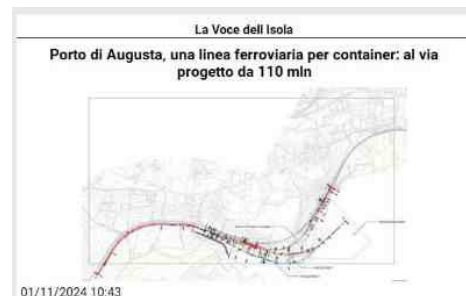 La Voce dell Isola
Porto di Augusta, una linea ferroviaria per container: al via
progetto da 110 mln
01/11/2024 10:43